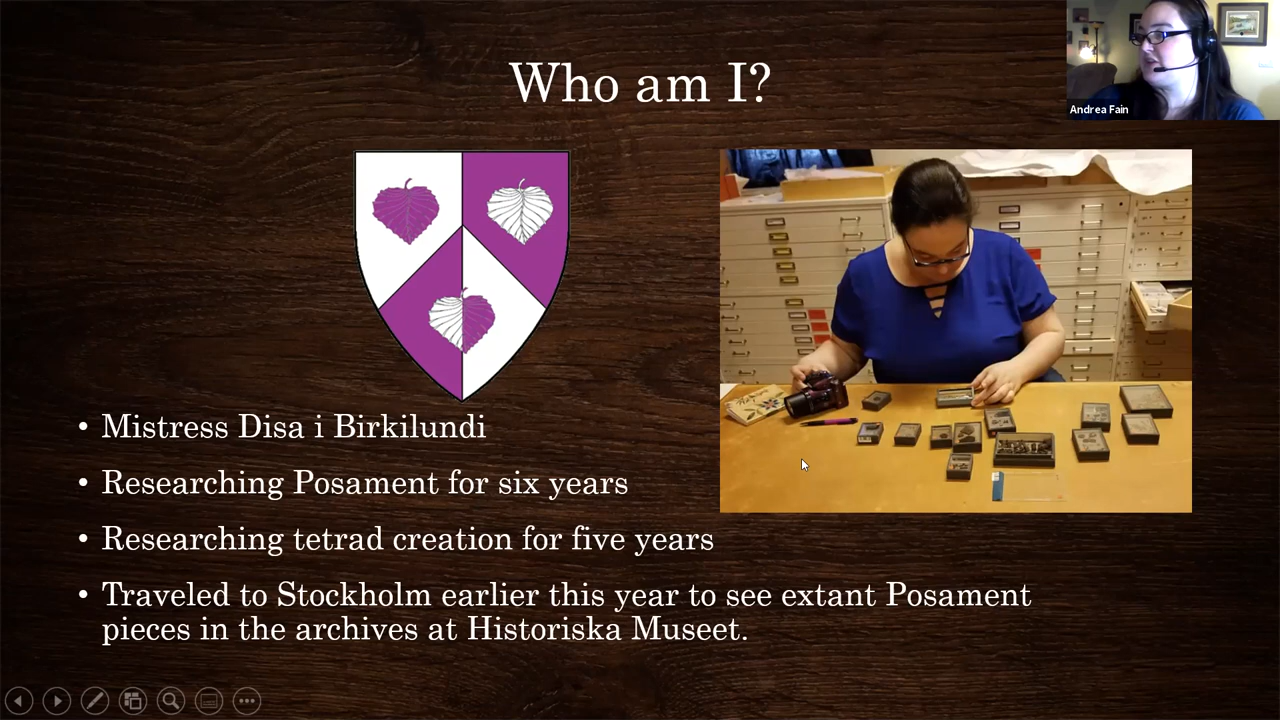 Who am I?
Andrea Fain
• Mistress Disa i Birkilundi
• Researching Posament for six years
• Researching tetrad creation for five years
• Traveled to Stockholm earlier this year to see extant Posament
pieces in the archives at Historiska Museet.